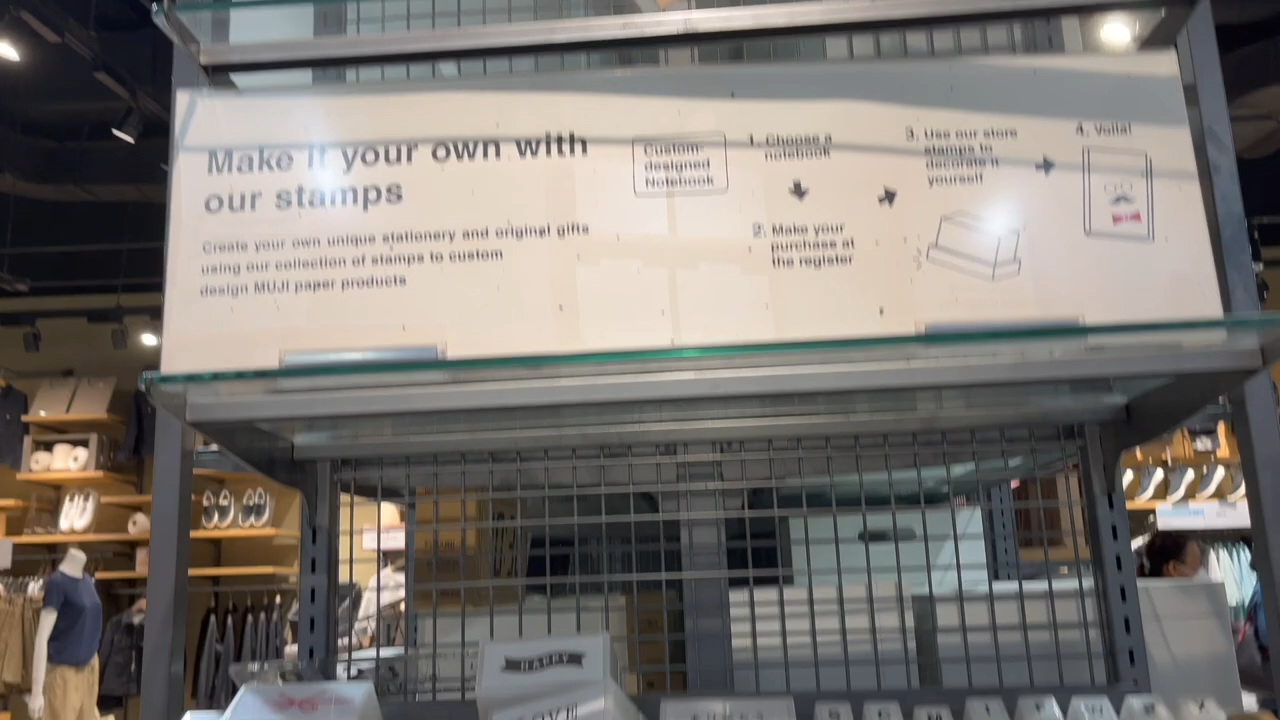 Make it your own with
our stamps
Create your own unique stationery and original gifts
using our collection of stamps to custom
design MUJI paper products
Custom-
designed
Notebook
1. Choose a
notebook
2. Make your
purchase at
the register
3. Use our store
stamps to
decorate it
yourself
4. Voila!
HAPPY